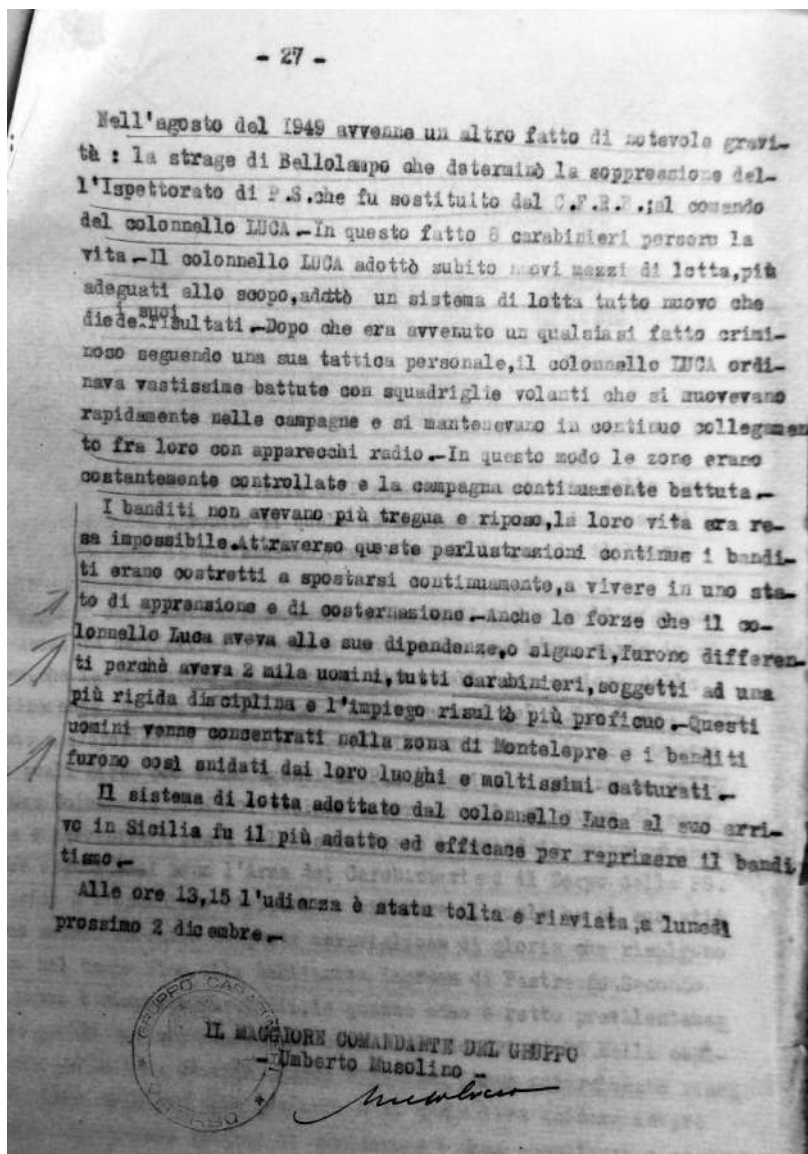 - 27 -
Nell'agosto del 1949 avvenne un altro fatto di notevole gravi-
tà : la strage di Bellolampo che determinò la soppressione del-
l'Ispettorato di P.S.che fu sostituito dal C.F.R.B.;al comando
del colonnello LUCA.-In questo fatto 8 carabinieri persero la
vita.-Il colonnello LUCA adottò subito nuovi mezzi di lotta,più
adeguati allo scopo,adottò un sistema di lotta tutto nuovo che
i suoi
diede.risultati.-Dopo che era avvenuto un qualsiasi fatto crimi-
noso seguendo una sua tattica personale,il colonnello LUCA ordi-
nava vastissime battute con squadriglie volanti che si muovevano
rapidamente nelle campagne e si mantenevano in continuo collegamen
to fra loro con apparecchi radio.-In questo modo le zone erano
costantemente controllate e la campagna continuamente battuta.-
I banditi non avevano più tregua e riposo,la loro vita era re-
sa impossibile.Attraverso queste perlustrazioni continue i bandi-
ti erano costretti a spostarsi continuamente,a vivere in uno sta-
to di apprensione e di costernazione.-Anche le forze che il co-
lonnello Luca aveva alle sue dipendenze,o signori,furono differen-
ti perchè aveva 2 mila uomini,tutti carabinieri,soggetti ad una
più rigida disciplina e l'impiego risultò più proficuo.-Questi
uomini venne concentrati nella zona di Montelepre e i banditi
furono così snidati dai loro luoghi e moltissimi catturati.-
Il sistema di lotta adottato dal colonnello Luca al suo arri-
vo in Sicilia fu il più adatto ed efficace per reprimere il bandi
tismo.-
Alle ore 13,15 l'udienza è stata tolta e rinviata,a lunedì
prossimo 2 dicembre.-
GRUPPO
IL MAGGIORE COMANDANTE DEL GRUPPO
- Umberto Musolino -
Musolino